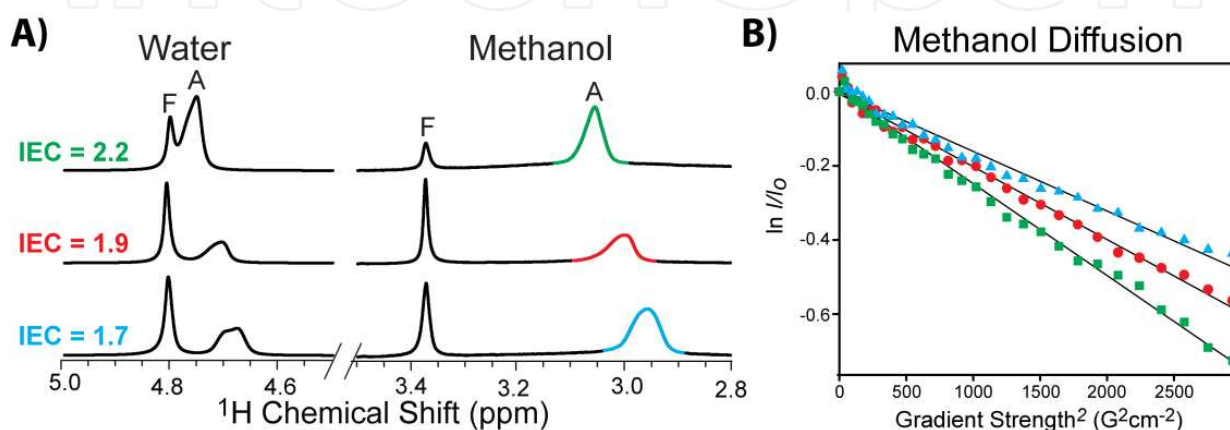 A)
Water
Methanol
F
A
F
A
IEC = 2.2
IEC = 1.9
IEC = 1.7
5.0
4.8
4.6
3.4
3.2
3.0
2.8
¹H Chemical Shift (ppm)
B)
Methanol Diffusion
0.0
-0.2
-0.4
-0.6
ln I/Io
0
500
1000
1500
2000
2500
Gradient Strength² (G²cm⁻²)